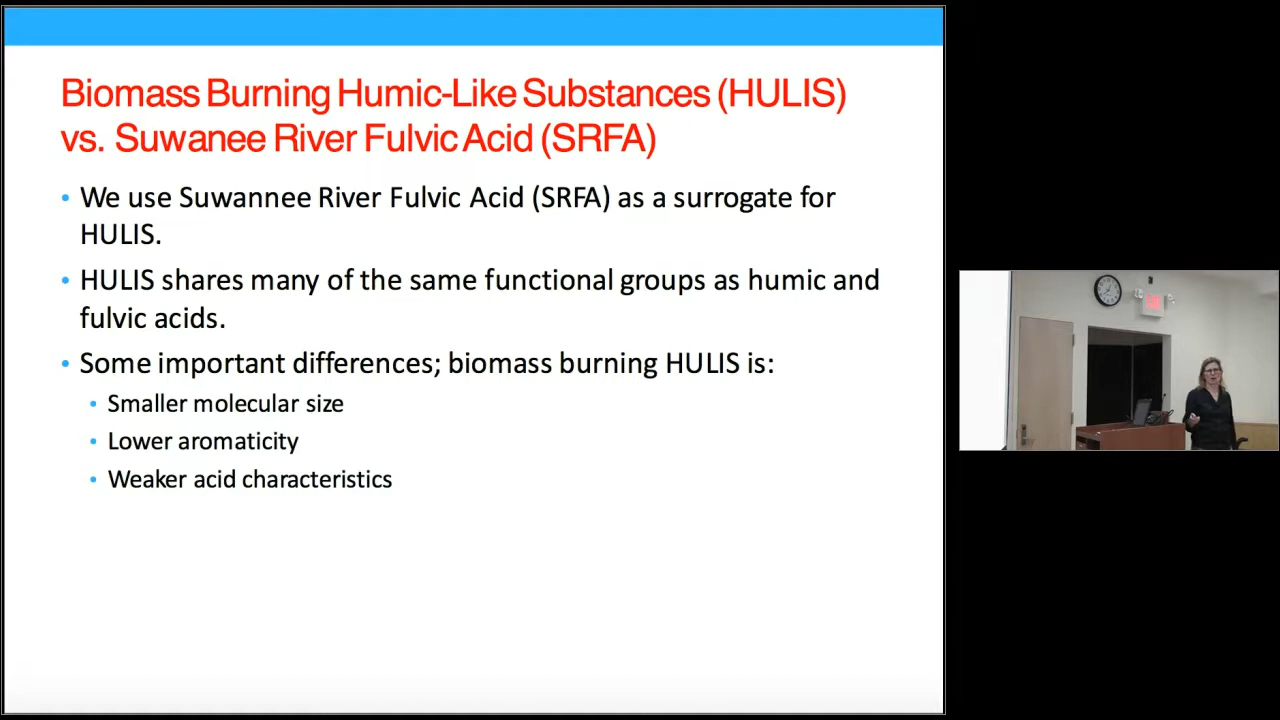 Biomass Burning Humic-Like Substances (HULIS)
vs. Suwanee River Fulvic Acid (SRFA)
• We use Suwannee River Fulvic Acid (SRFA) as a surrogate for
HULIS.
• HULIS shares many of the same functional groups as humic and
fulvic acids.
• Some important differences; biomass burning HULIS is:
• Smaller molecular size
• Lower aromaticity
• Weaker acid characteristics